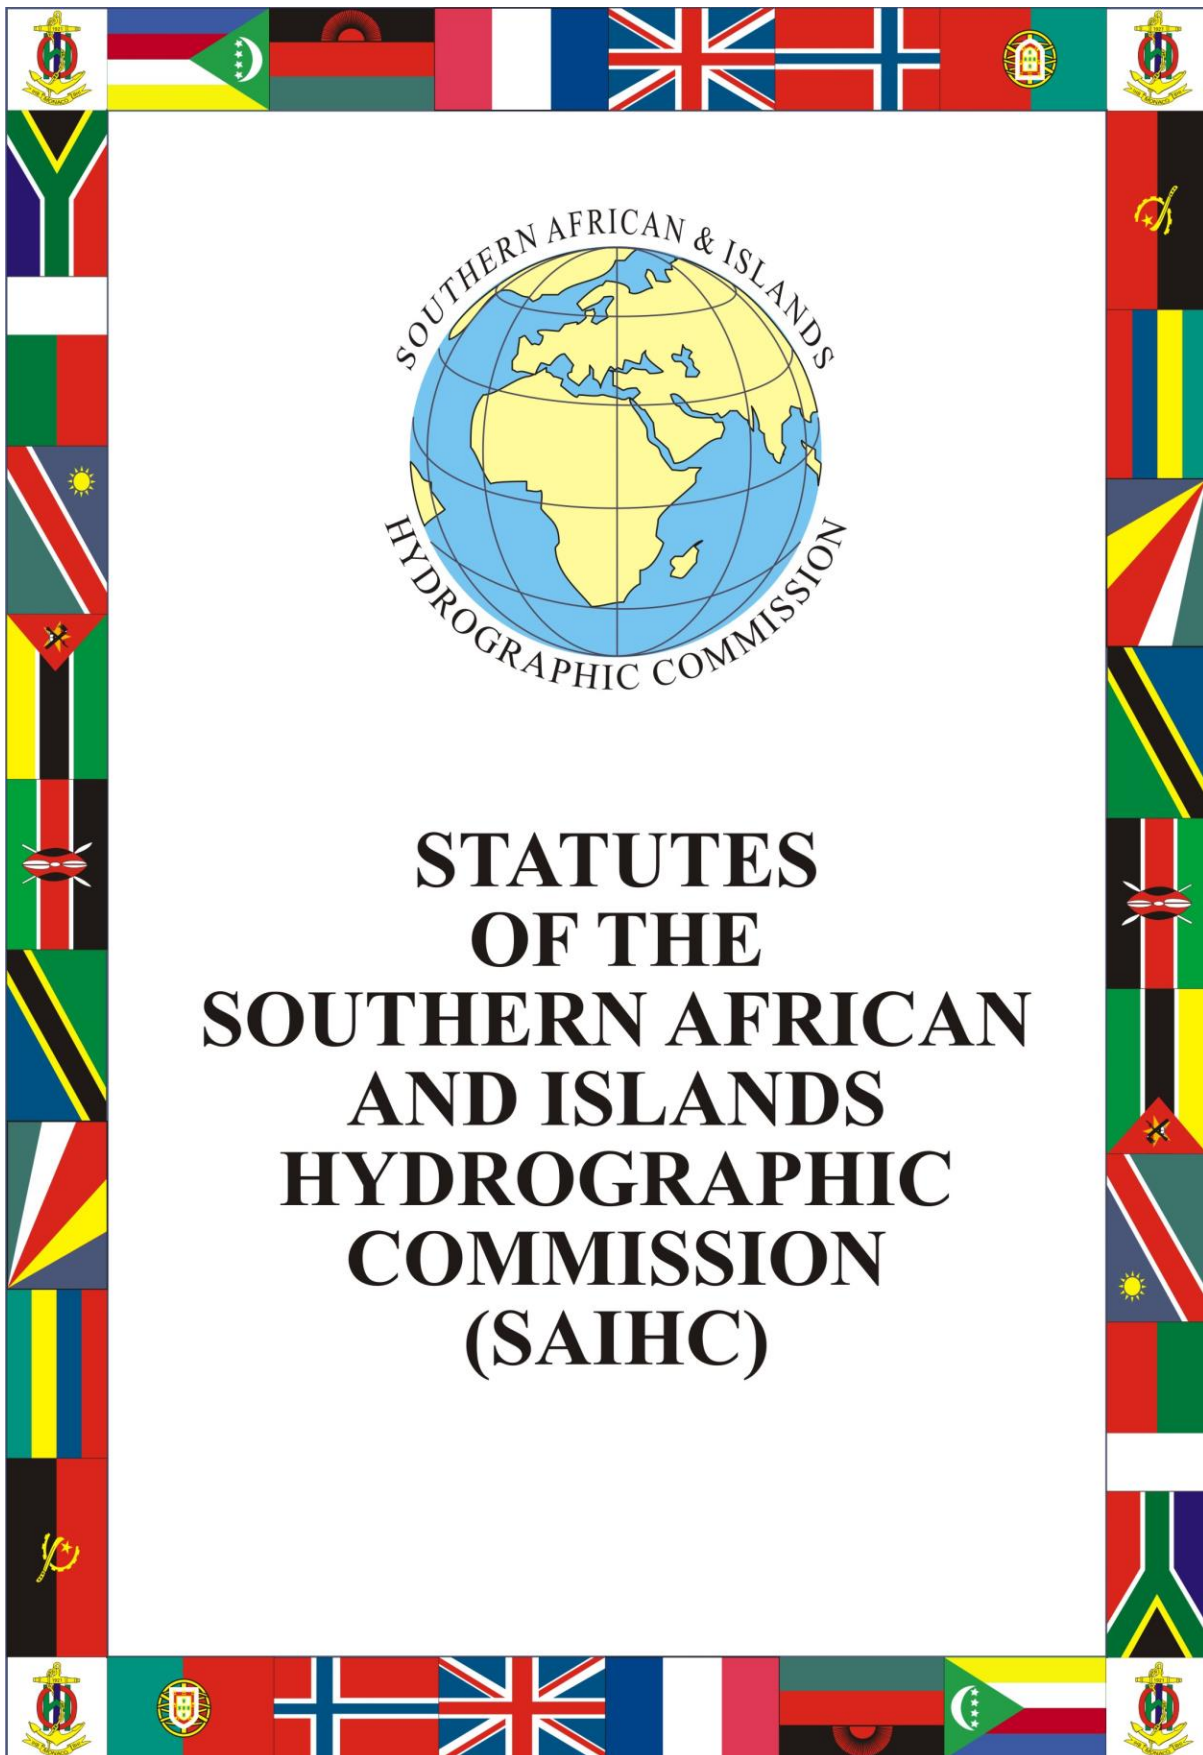 SOUTHERN AFRICAN & ISLANDS
HYDROGRAPHIC COMMISSION
STATUTES
OF THE
SOUTHERN AFRICAN
AND ISLANDS
HYDROGRAPHIC
COMMISSION
(SAIHC)